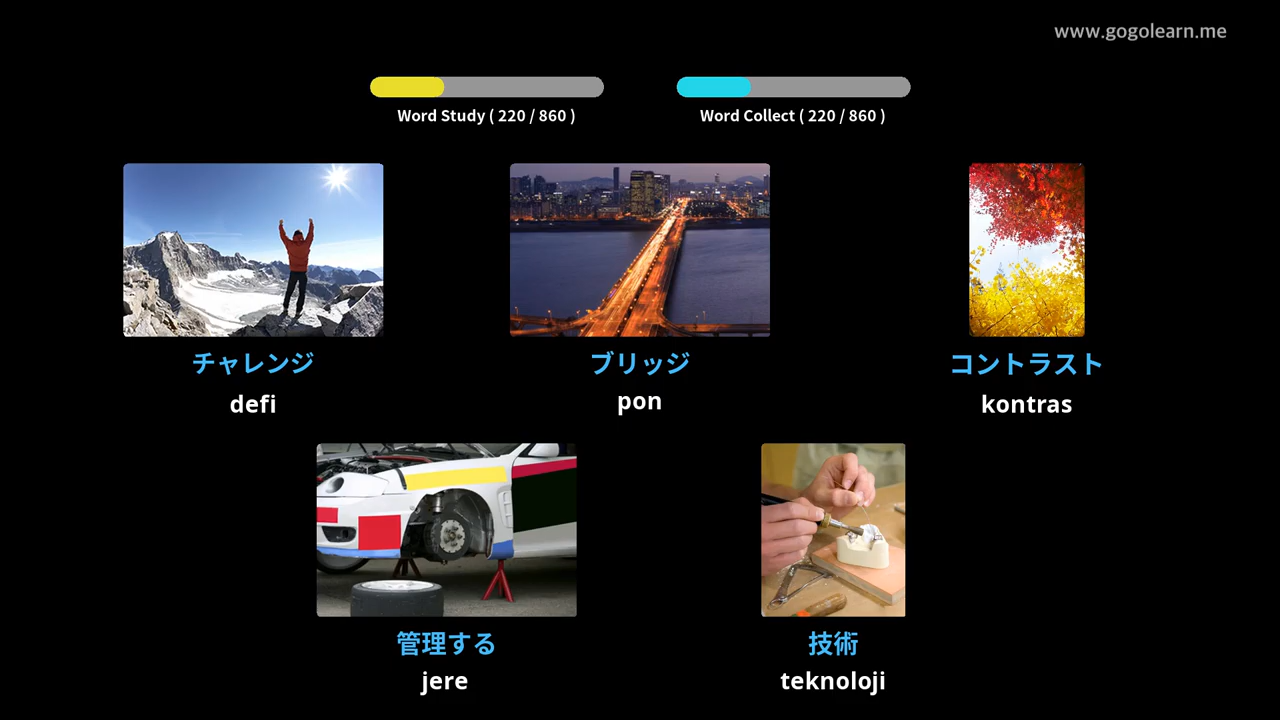 www.gogolearn.me
Word Study ( 220 / 860 )
Word Collect ( 220 / 860 )
チャレンジ
defi
ブリッジ
pon
コントラスト
kontras
管理する
jere
技術
teknoloji